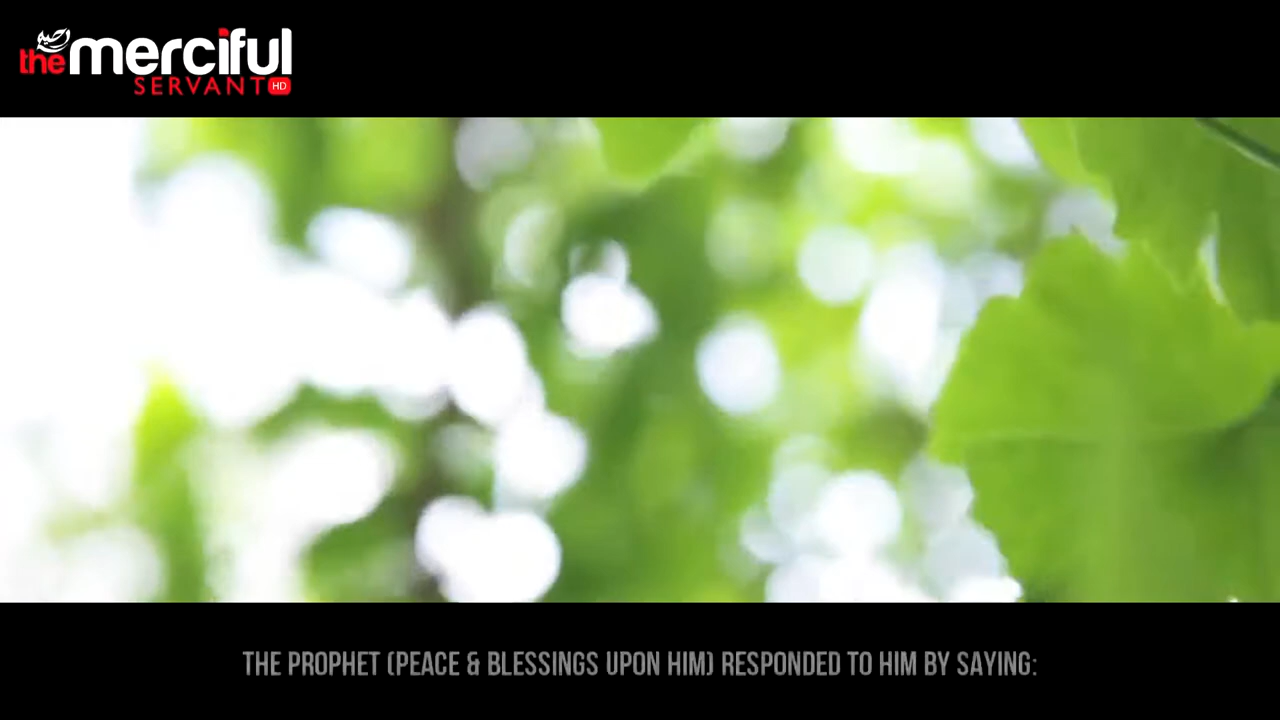 the merciful
SERVANT HD
THE PROPHET (PEACE & BLESSINGS UPON HIM) RESPONDED TO HIM BY SAYING: